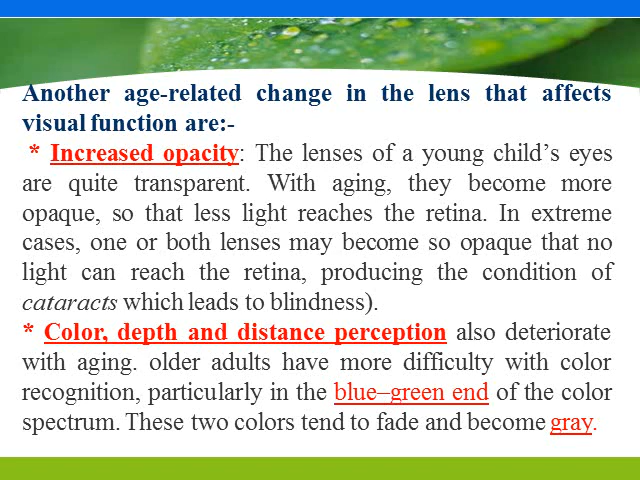 Another age-related change in the lens that affects
visual function are:-
* Increased opacity: The lenses of a young child’s eyes
are quite transparent. With aging, they become more
opaque, so that less light reaches the retina. In extreme
cases, one or both lenses may become so opaque that no
light can reach the retina, producing the condition of
cataracts which leads to blindness).
* Color, depth and distance perception also deteriorate
with aging. older adults have more difficulty with color
recognition, particularly in the blue–green end of the color
spectrum. These two colors tend to fade and become gray.